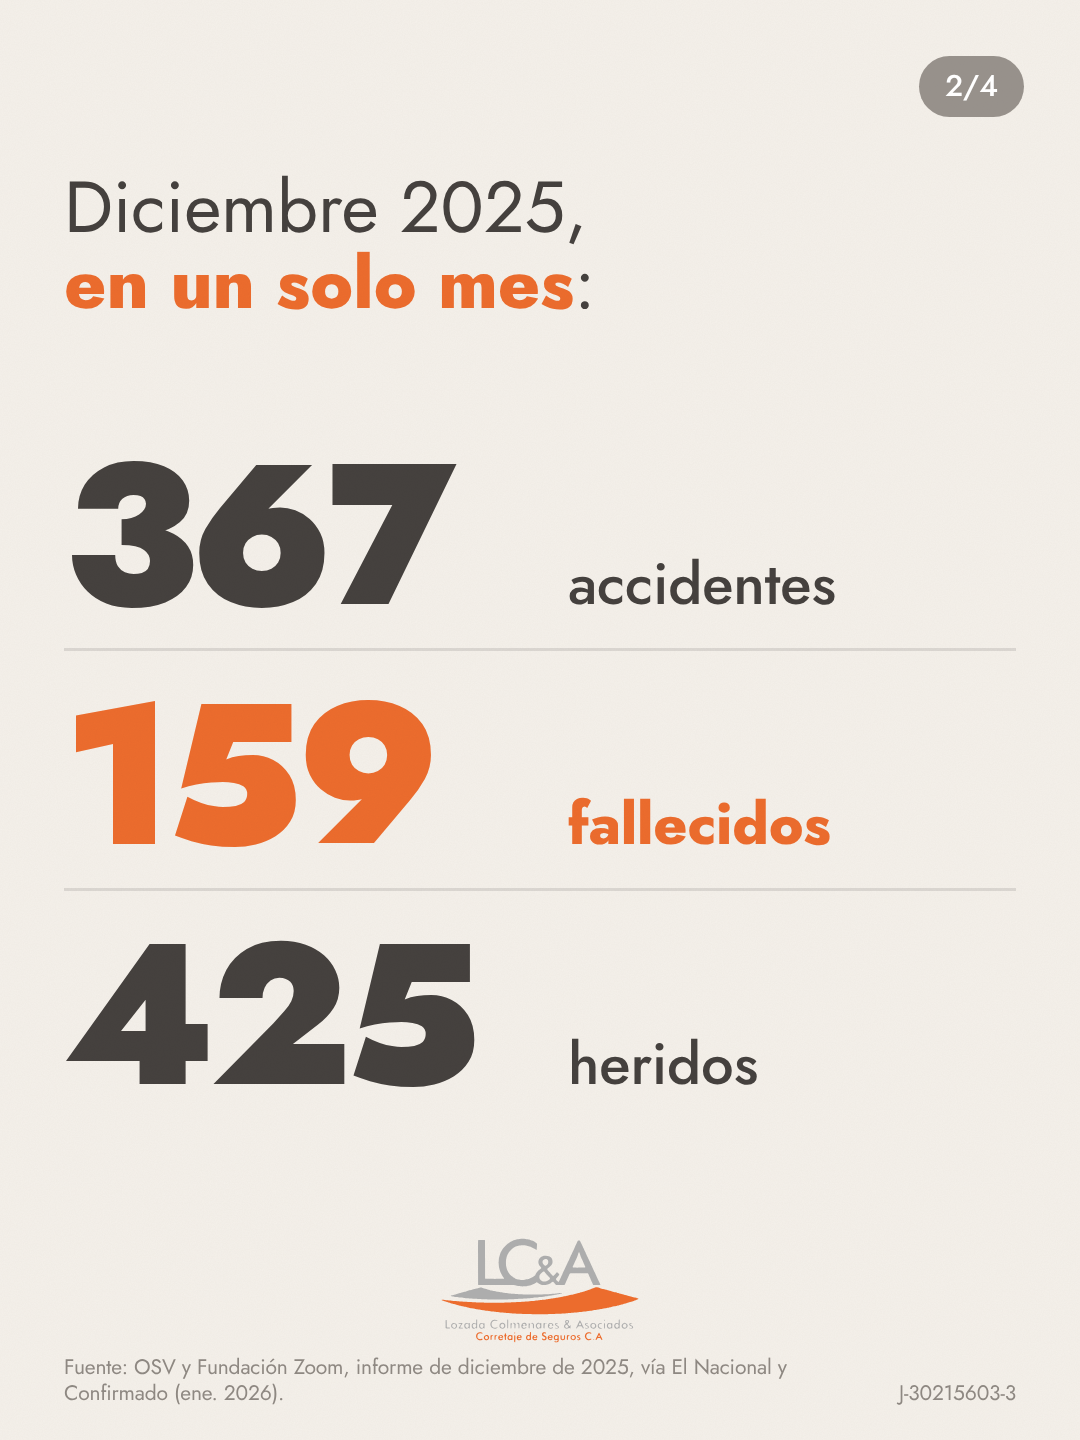 2/4
Diciembre 2025,
en un solo mes:
367 accidentes
159 fallecidos
425 heridos
LC&A
Lozada Colmenares & Asociados
Corretaje de Seguros C.A
Fuente: OSV y Fundación Zoom, informe de diciembre de 2025, vía El Nacional y
Confirmado (ene. 2026).
J-30215603-3